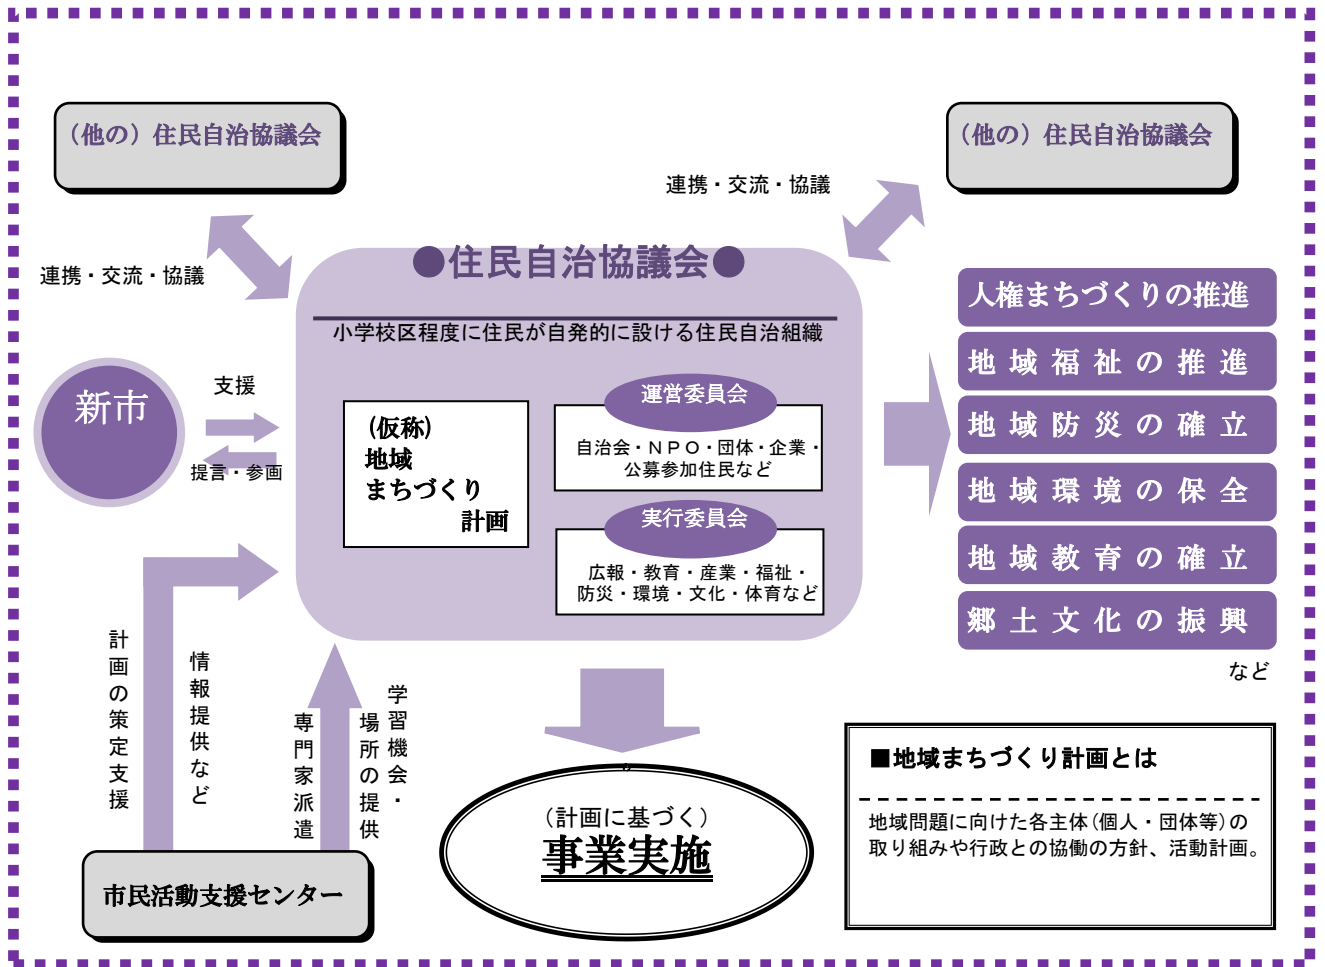 （他の）住民自治協議会
（他の）住民自治協議会
連携・交流・協議
連携・交流・協議
●住民自治協議会●
小学校区程度に住民が自発的に設ける住民自治組織
新市
支援
提言・参画
(仮称)
地域
まちづくり
計画
運営委員会
自治会・ＮＰＯ・団体・企業・
公募参加住民など
実行委員会
広報・教育・産業・福祉・
防災・環境・文化・体育など
人権まちづくりの推進
地域福祉の推進
地域防災の確立
地域環境の保全
地域教育の確立
郷土文化の振興
など
計画の策定支援
情報提供など
専門家派遣
学習機会・
場所の提供
市民活動支援センター
（計画に基づく）
事業実施
■地域まちづくり計画とは
地域問題に向けた各主体(個人・団体等)の
取り組みや行政との協働の方針、活動計画。